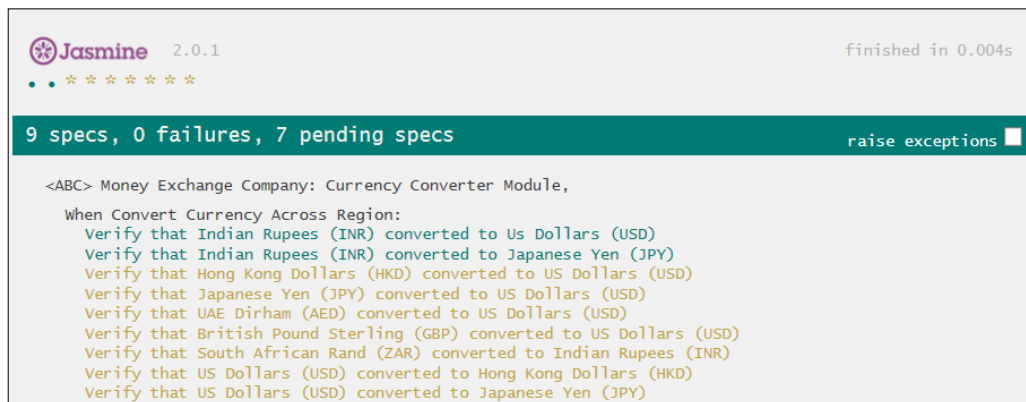 Jasmine 2.0.1 finished in 0.004s
• • * * * * * * *
9 specs, 0 failures, 7 pending specs raise exceptions
<ABC> Money Exchange Company: Currency Converter Module,
When Convert Currency Across Region:
Verify that Indian Rupees (INR) converted to Us Dollars (USD)
Verify that Indian Rupees (INR) converted to Japanese Yen (JPY)
Verify that Hong Kong Dollars (HKD) converted to US Dollars (USD)
Verify that Japanese Yen (JPY) converted to US Dollars (USD)
Verify that UAE Dirham (AED) converted to US Dollars (USD)
Verify that British Pound Sterling (GBP) converted to US Dollars (USD)
Verify that South African Rand (ZAR) converted to Indian Rupees (INR)
Verify that US Dollars (USD) converted to Hong Kong Dollars (HKD)
Verify that US Dollars (USD) converted to Japanese Yen (JPY)